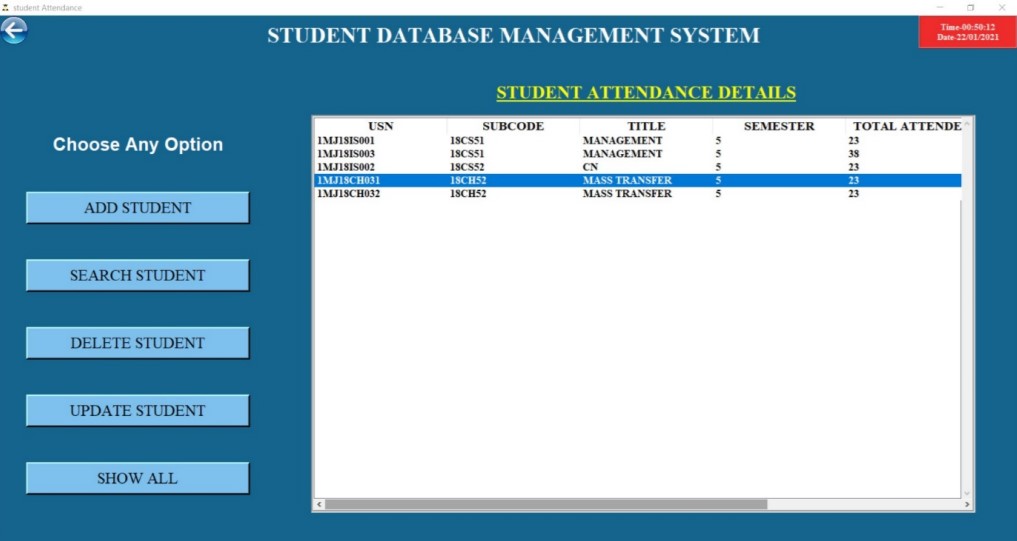 student Attendance
STUDENT DATABASE MANAGEMENT SYSTEM
Time-00:50:12
Date-22/01/2021
STUDENT ATTENDANCE DETAILS
Choose Any Option
ADD STUDENT
SEARCH STUDENT
DELETE STUDENT
UPDATE STUDENT
SHOW ALL
USN SUBCODE TITLE SEMESTER TOTAL ATTENDE
1MJ18IS001 18CS51 MANAGEMENT 5 23
1MJ18IS003 18CS51 MANAGEMENT 5 38
1MJ18IS002 18CS52 CN 5 23
1MJ18CH031 18CH52 MASS TRANSFER 5 23
1MJ18CH032 18CH52 MASS TRANSFER 5 23